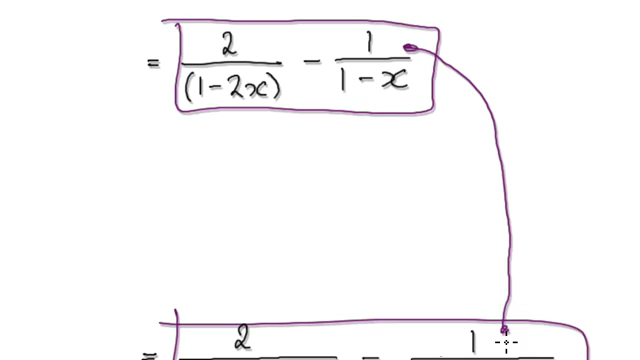 = 2/(1-2x) - 1/1-x
= 2 - 1